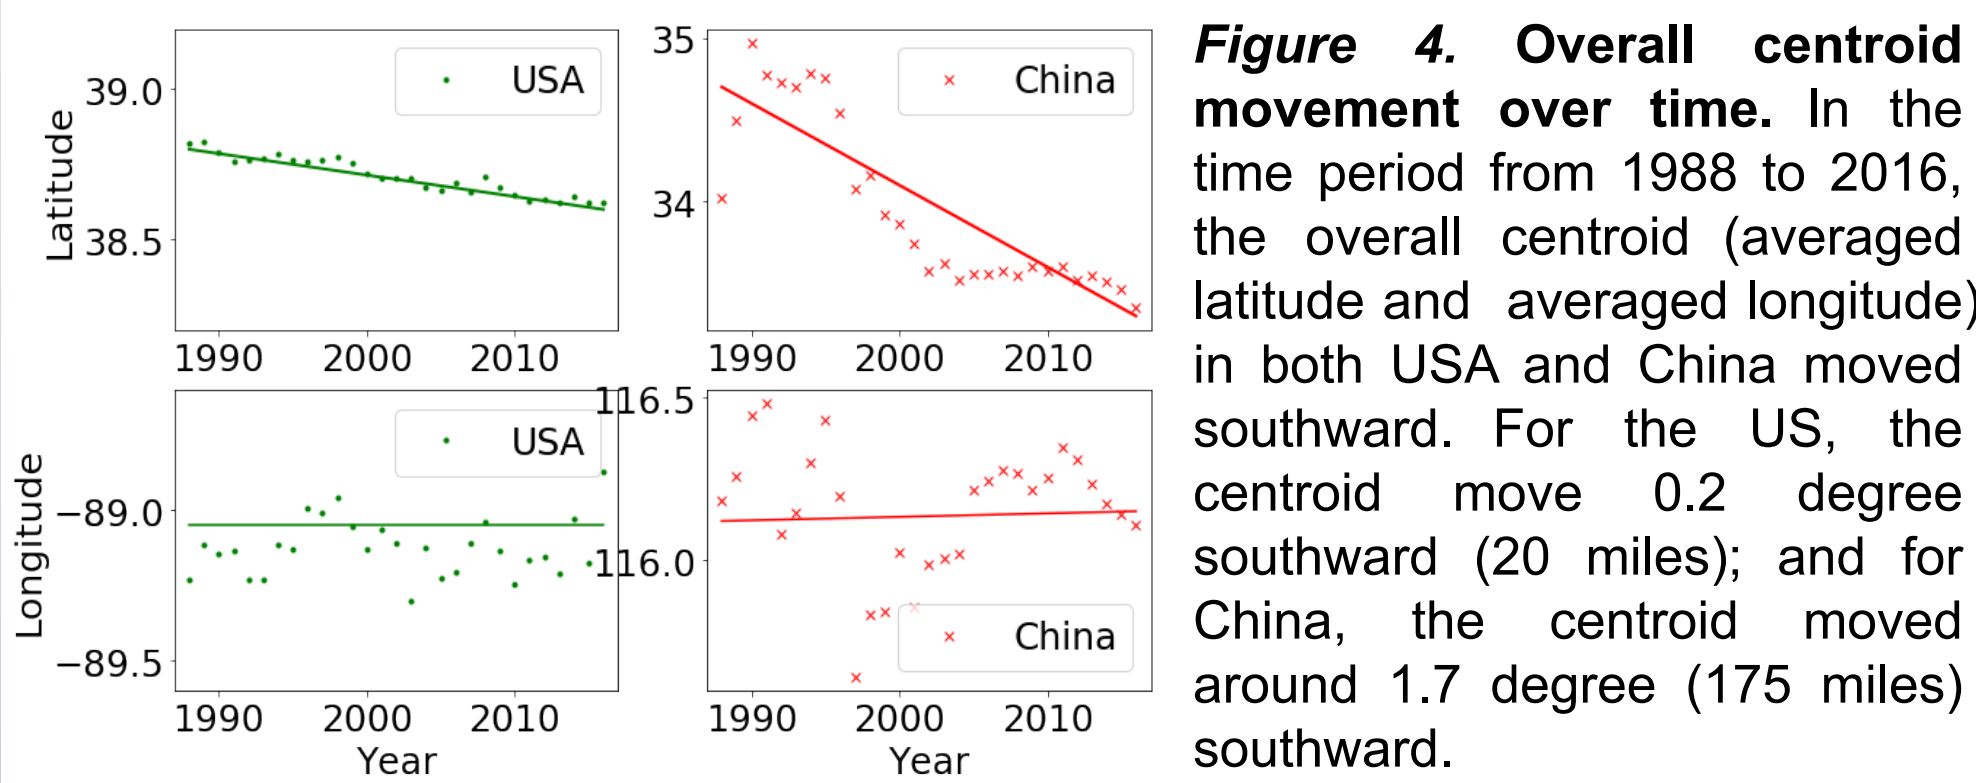 39.0
38.5
Latitude
USA
1990 2000 2010
35
34
China
1990 2000 2010
−89.0
−89.5
Longitude
USA
1990 2000 2010
Year
116.5
116.0
China
1990 2000 2010
Year
Figure 4. Overall centroid
movement over time. In the
time period from 1988 to 2016,
the overall centroid (averaged
latitude and averaged longitude)
in both USA and China moved
southward. For the US, the
centroid move 0.2 degree
southward (20 miles); and for
China, the centroid moved
around 1.7 degree (175 miles)
southward.